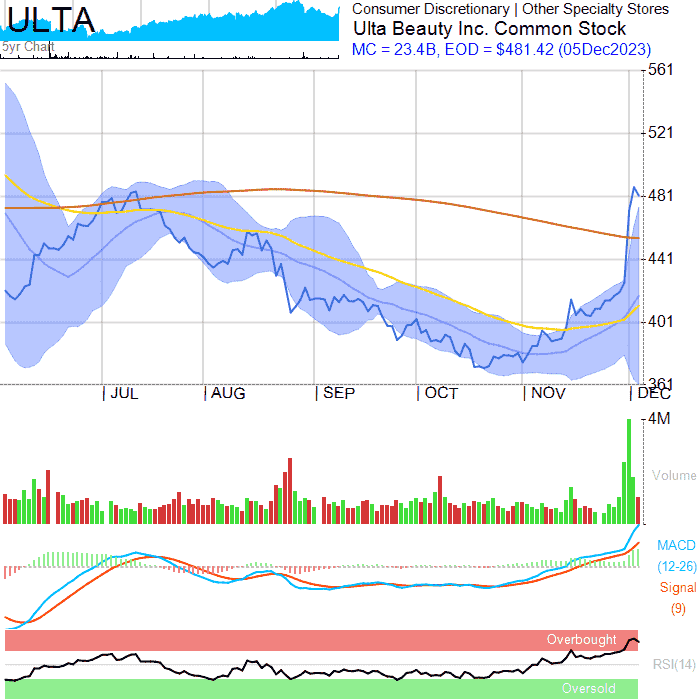 ULTA
5yr Chart
Consumer Discretionary | Other Specialty Stores
Ulta Beauty Inc. Common Stock
MC = 23.4B, EOD = $481.42 (05Dec2023)
561
521
481
441
401
361
JUL AUG SEP OCT NOV DEC
4M
Volume
MACD
(12-26)
Signal
(9)
Overbought
RSI(14)
Oversold